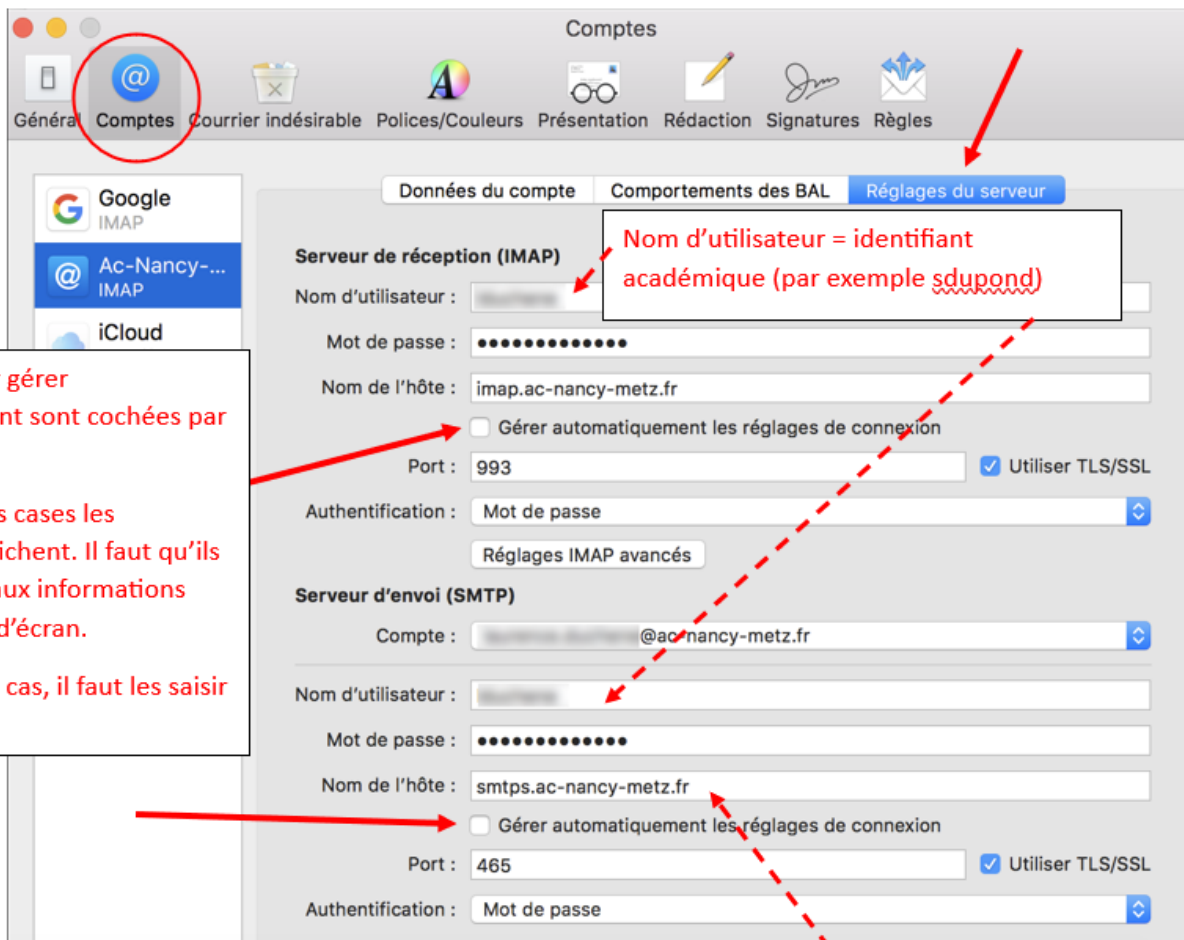 Comptes
Général Comptes Courrier indésirable Polices/Couleurs Présentation Rédaction Signatures Règles
Google
IMAP
Ac-Nancy-...
IMAP
iCloud
Données du compte Comportements des BAL Réglages du serveur
Nom d'utilisateur = identifiant
académique (par exemple sdupond)
Serveur de réception (IMAP)
Nom d'utilisateur :
Mot de passe : •••••••••••••
Nom de l'hôte : imap.ac-nancy-metz.fr
Gérer automatiquement les réglages de connexion
Port : 993 Utiliser TLS/SSL
Authentification : Mot de passe
Réglages IMAP avancés
Serveur d'envoi (SMTP)
Compte : @ac-nancy-metz.fr
Nom d'utilisateur :
Mot de passe : •••••••••••••
Nom de l'hôte : smtps.ac-nancy-metz.fr
Gérer automatiquement les réglages de connexion
Port : 465 Utiliser TLS/SSL
Authentification : Mot de passe
gérer
nt sont cochées par
s cases les
ichent. Il faut qu'ils
aux informations
d'écran.
cas, il faut les saisir